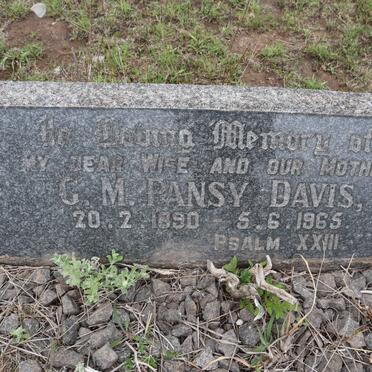 In Loving Memory of
MY DEAR WIFE AND OUR MOTH
G. M. PANSY DAVIS,
20.2.1890 - 5.6.1965
PSALM XXIII.